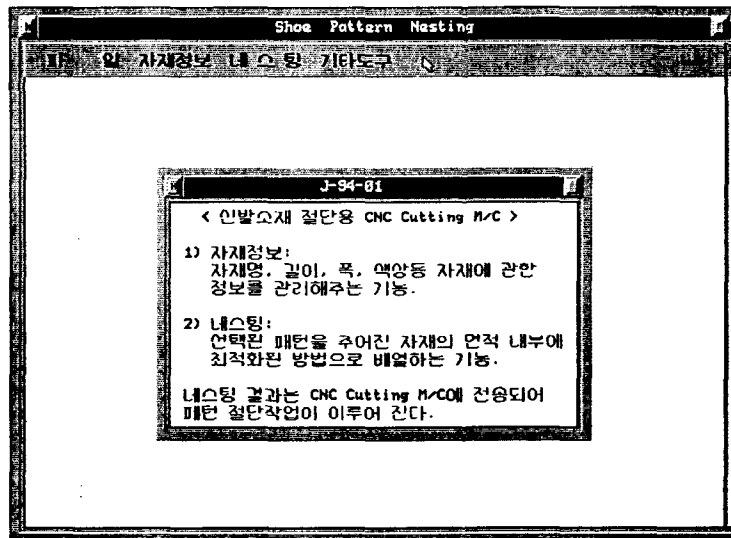 Shoe Pattern Nesting
파 일 자재정보 네 스 팅 기타도구
J-94-01
< 신발소재 절단용 CNC Cutting M/C >
1) 자재정보:
자재명, 길이, 폭, 색상등 자재에 관한
정보를 관리해주는 기능.
2) 네스팅:
선택된 패턴을 주어진 자재의 면적 내부에
최적화된 방법으로 배열하는 기능.
네스팅 결과는 CNC Cutting M/C에 전송되어
패턴 절단작업이 이루어 진다.